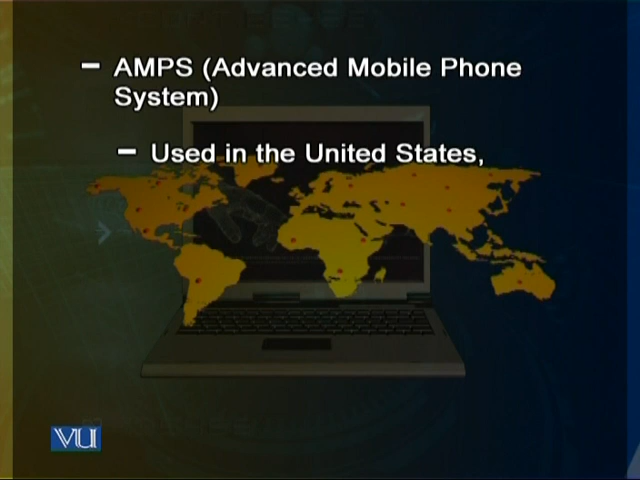 – AMPS (Advanced Mobile Phone
System)
– Used in the United States,
VU